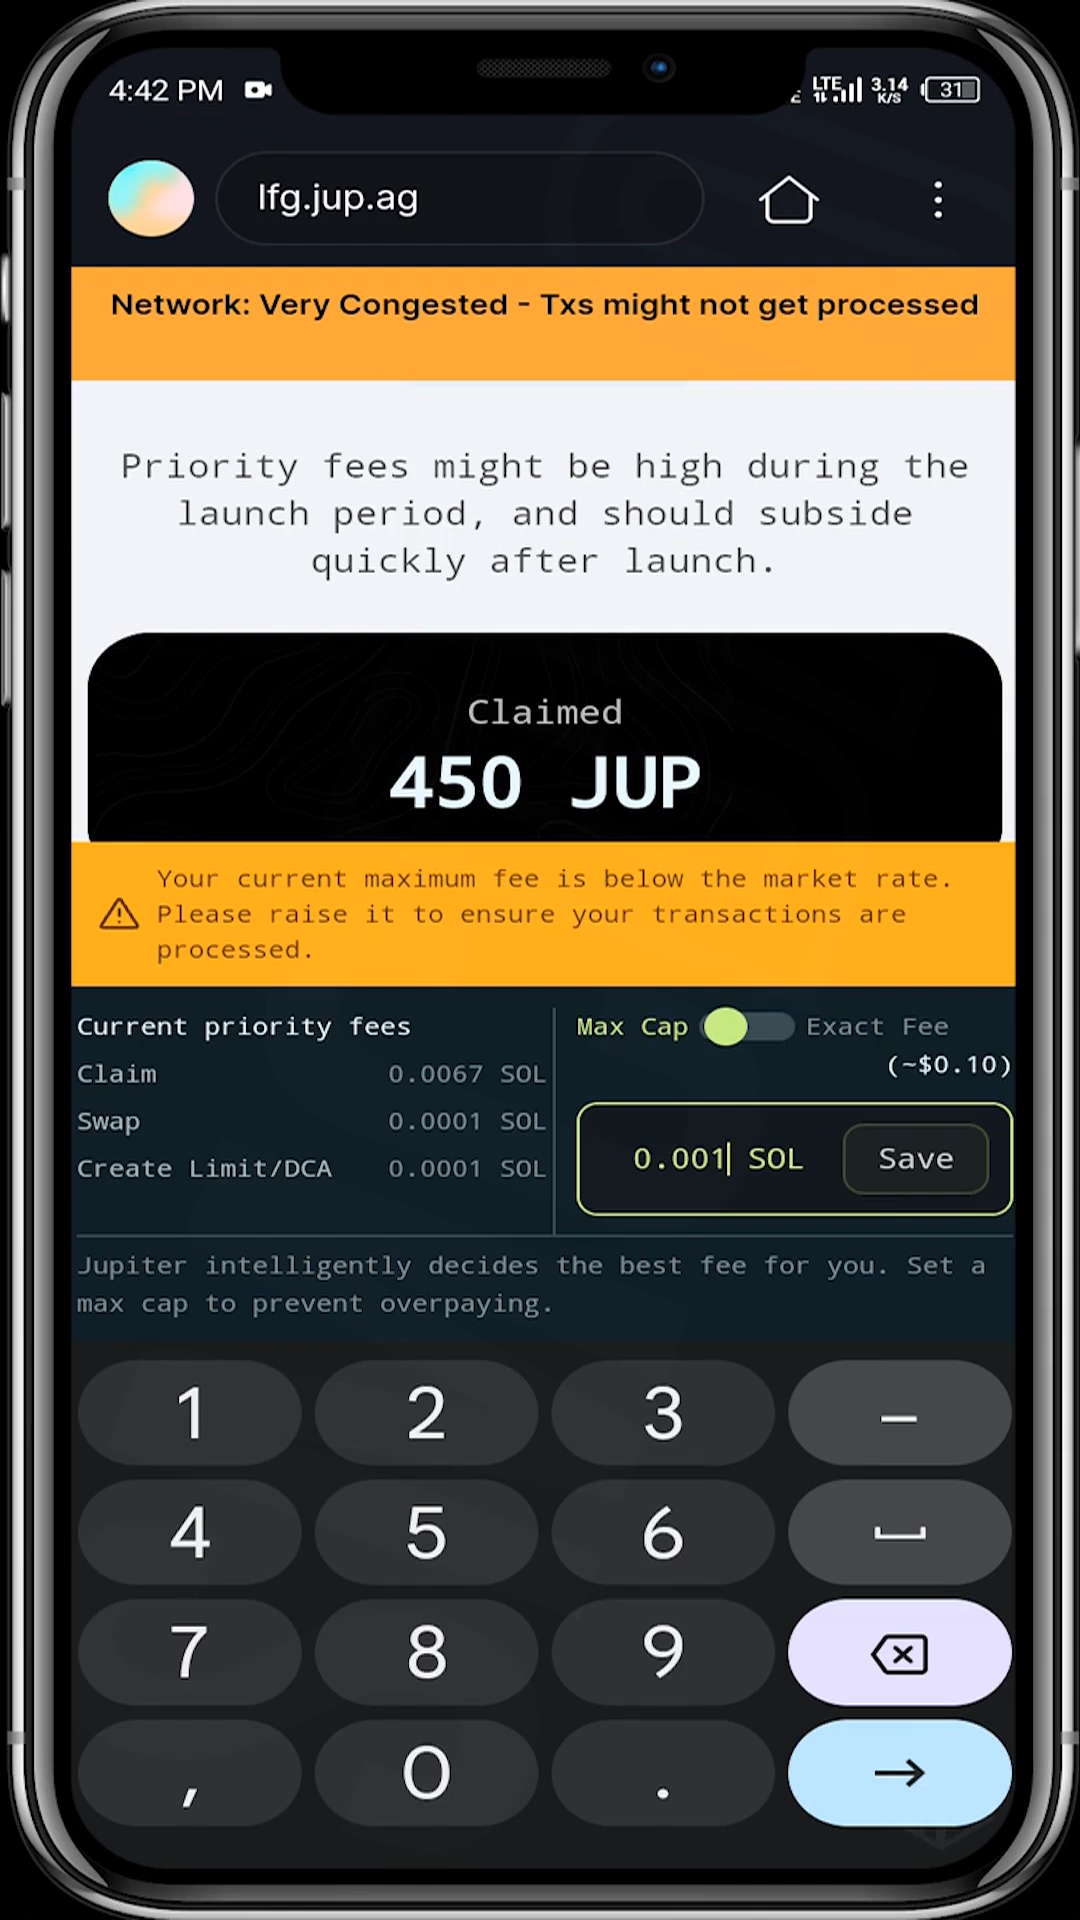 4:42 PM
LTE
3.14
K/S
31
lfg.jup.ag
Network: Very Congested - Txs might not get processed
Priority fees might be high during the
launch period, and should subside
quickly after launch.
Claimed
450 JUP
Your current maximum fee is below the market rate.
Please raise it to ensure your transactions are
processed.
Current priority fees
Claim 0.0067 SOL
Swap 0.0001 SOL
Create Limit/DCA 0.0001 SOL
Max Cap Exact Fee
(~$0.10)
0.001 SOL Save
Jupiter intelligently decides the best fee for you. Set a
max cap to prevent overpaying.
1 2 3 –
4 5 6
7 8 9
, 0 .